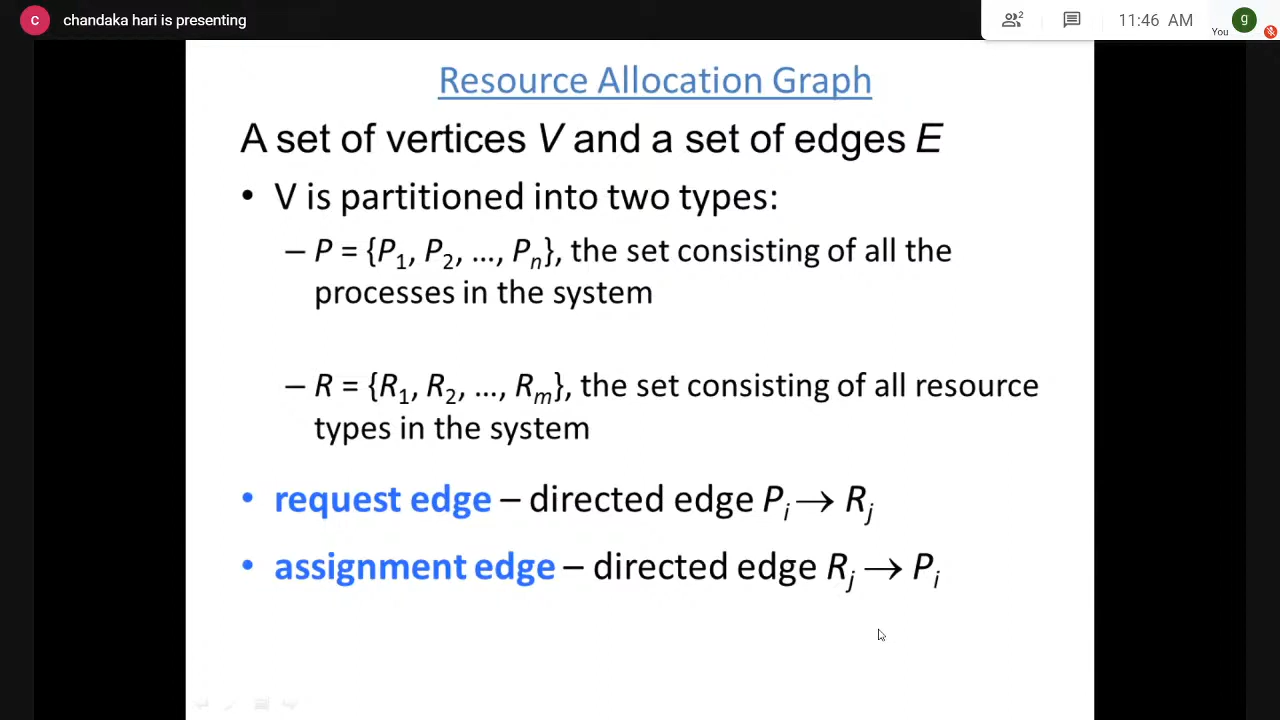 c chandaka hari is presenting
2 11:46 AM You g
Resource Allocation Graph
A set of vertices V and a set of edges E
• V is partitioned into two types:
– P = {P1, P2, ..., Pn}, the set consisting of all the
processes in the system
– R = {R1, R2, ..., Rm}, the set consisting of all resource
types in the system
• request edge – directed edge Pi → Rj
• assignment edge – directed edge Rj → Pi